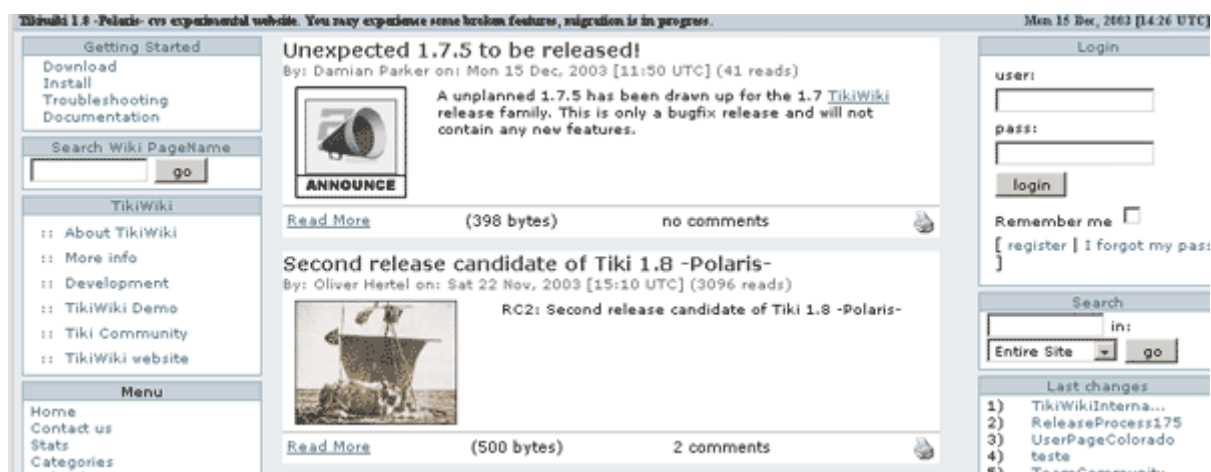 Tikiwiki 1.8 -Polaris- cvs experimental website. You may experience some broken features, migration is in progress.
Mon 15 Dec, 2003 [14:26 UTC]
Getting Started
Download
Install
Troubleshooting
Documentation
Search Wiki PageName
go
TikiWiki
:: About TikiWiki
:: More info
:: Development
:: TikiWiki Demo
:: Tiki Community
:: TikiWiki website
Menu
Home
Contact us
Stats
Categories
Unexpected 1.7.5 to be released!
By: Damian Parker on: Mon 15 Dec, 2003 [11:50 UTC] (41 reads)
A unplanned 1.7.5 has been drawn up for the 1.7 TikiWiki
release family. This is only a bugfix release and will not
contain any new features.
ANNOUNCE
Read More (398 bytes) no comments
Second release candidate of Tiki 1.8 -Polaris-
By: Oliver Hertel on: Sat 22 Nov, 2003 [15:10 UTC] (3096 reads)
RC2: Second release candidate of Tiki 1.8 -Polaris-
Read More (500 bytes) 2 comments
Login
user:
pass:
login
Remember me
[ register | I forgot my pass
]
Search
in:
Entire Site go
Last changes
1) TikiWikiInterna...
2) ReleaseProcess175
3) UserPageColorado
4) teste
5) TeamCommunity